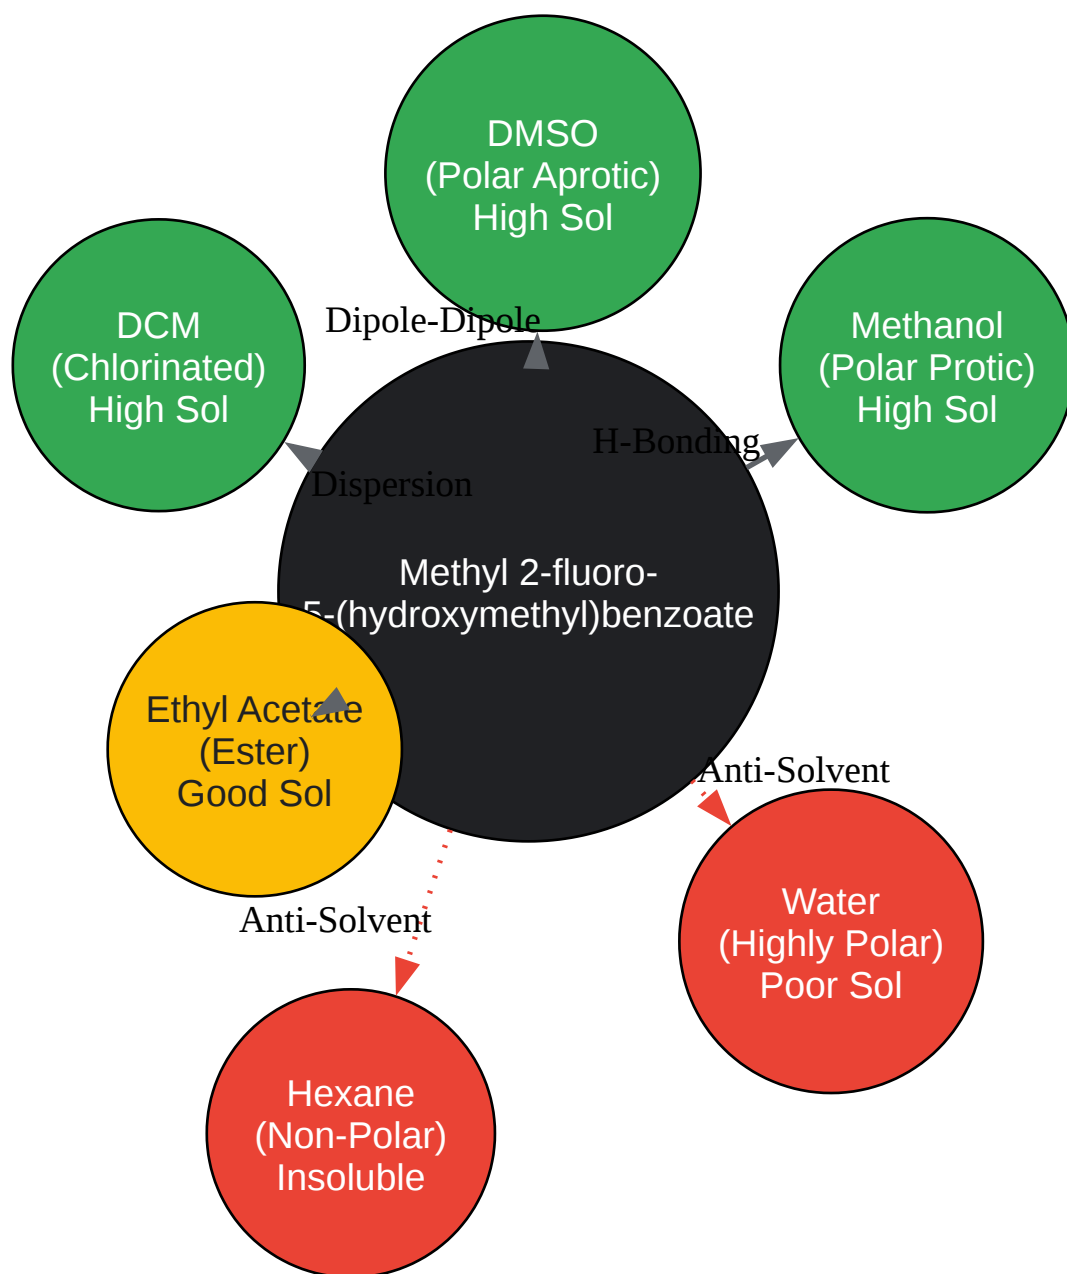 DMSO
(Polar Aprotic)
High Sol
DCM
(Chlorinated)
High Sol
Methanol
(Polar Protic)
High Sol
Dipole-Dipole
H-Bonding
Dispersion
Methyl 2-fluoro-
5-(hydroxymethyl)benzoate
Ethyl Acetate
(Ester)
Good Sol
Anti-Solvent
Water
(Highly Polar)
Poor Sol
Anti-Solvent
Hexane
(Non-Polar)
Insoluble